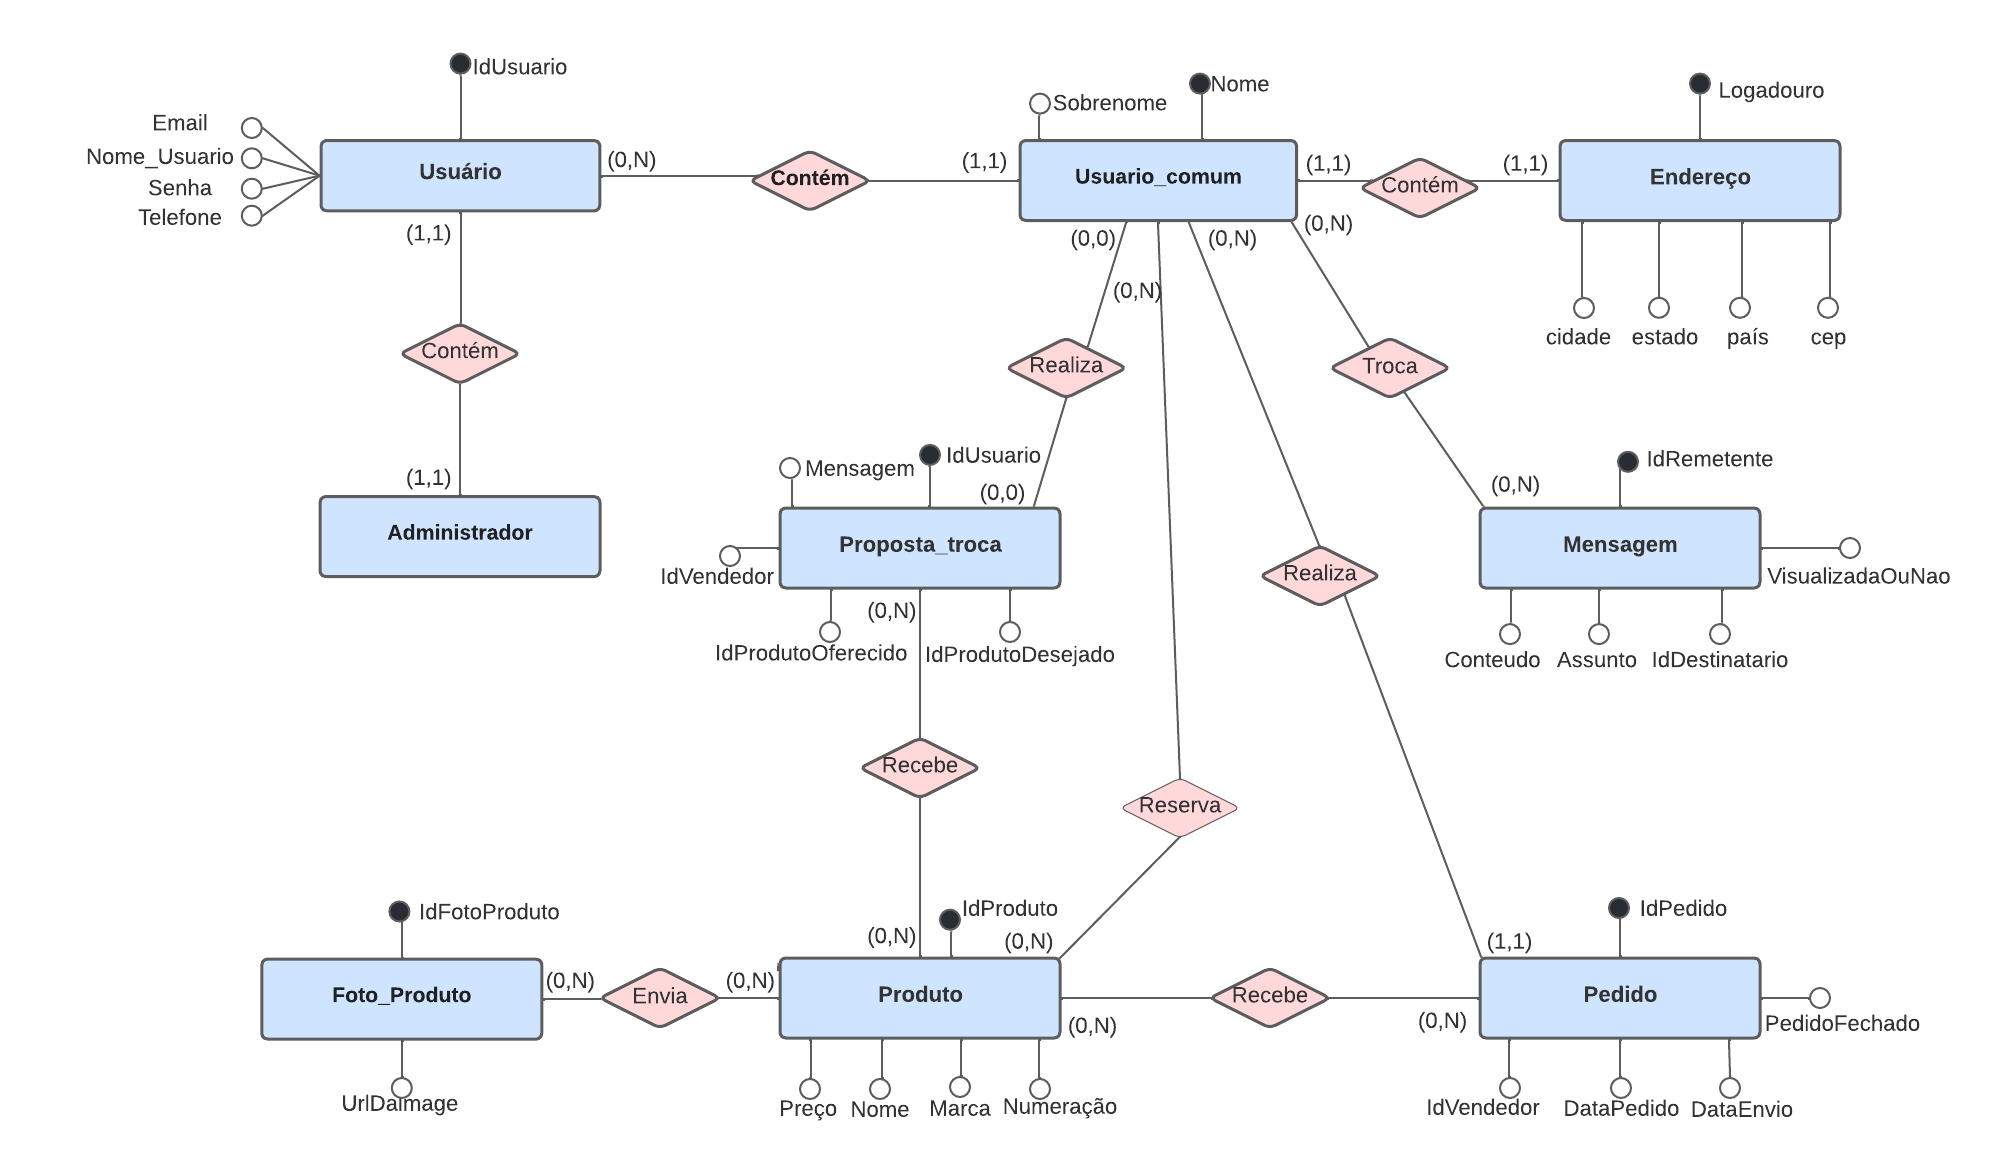 IdUsuario
Nome
Logadouro
Sobrenome
Email
Nome_Usuario
Senha
Telefone
Usuário
(0,N)
Contém
(1,1)
Usuario_comum
(1,1)
Contém
(1,1)
Endereço
(1,1)
(0,0)
(0,N)
(0,N)
(0,N)
cidade
estado
país
cep
Contém
Realiza
Troca
(1,1)
Administrador
Mensagem
IdUsuario
(0,0)
IdRemetente
(0,N)
Proposta_troca
Mensagem
IdVendedor
VisualizadaOuNao
Realiza
(0,N)
IdProdutoOferecido
IdProdutoDesejado
Conteudo
Assunto
IdDestinatario
Recebe
Reserva
IdFotoProduto
(0,N)
IdProduto
(0,N)
IdPedido
(1,1)
Foto_Produto
(0,N)
Envia
(0,N)
Produto
(0,N)
Recebe
(0,N)
Pedido
PedidoFechado
UrlDaImage
Preço
Nome
Marca
Numeração
IdVendedor
DataPedido
DataEnvio